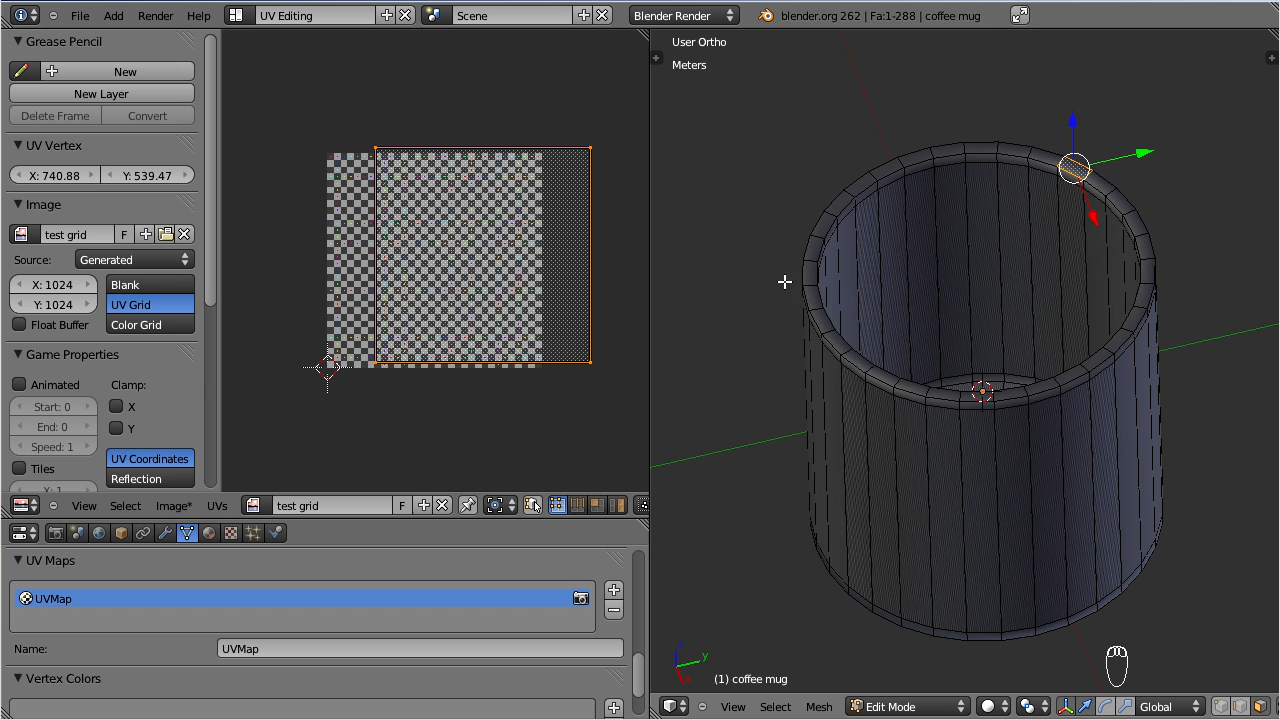 File Add Render Help UV Editing Scene Blender Render blender.org 262 | Fa:1-288 | coffee mug
Grease Pencil
New
New Layer
Delete Frame Convert
UV Vertex
X: 740.88 Y: 539.47
Image
test grid F
Source: Generated
X: 1024 Blank
Y: 1024 UV Grid
Float Buffer Color Grid
Game Properties
Animated Clamp:
Start: 0 X
End: 0 Y
Speed: 1
UV Coordinates
Tiles Reflection
X: 1
View Select Image* UVs test grid F
UV Maps
UVMap
Name: UVMap
Vertex Colors
User Ortho
Meters
z
y
x
(1) coffee mug
View Select Mesh Edit Mode Global